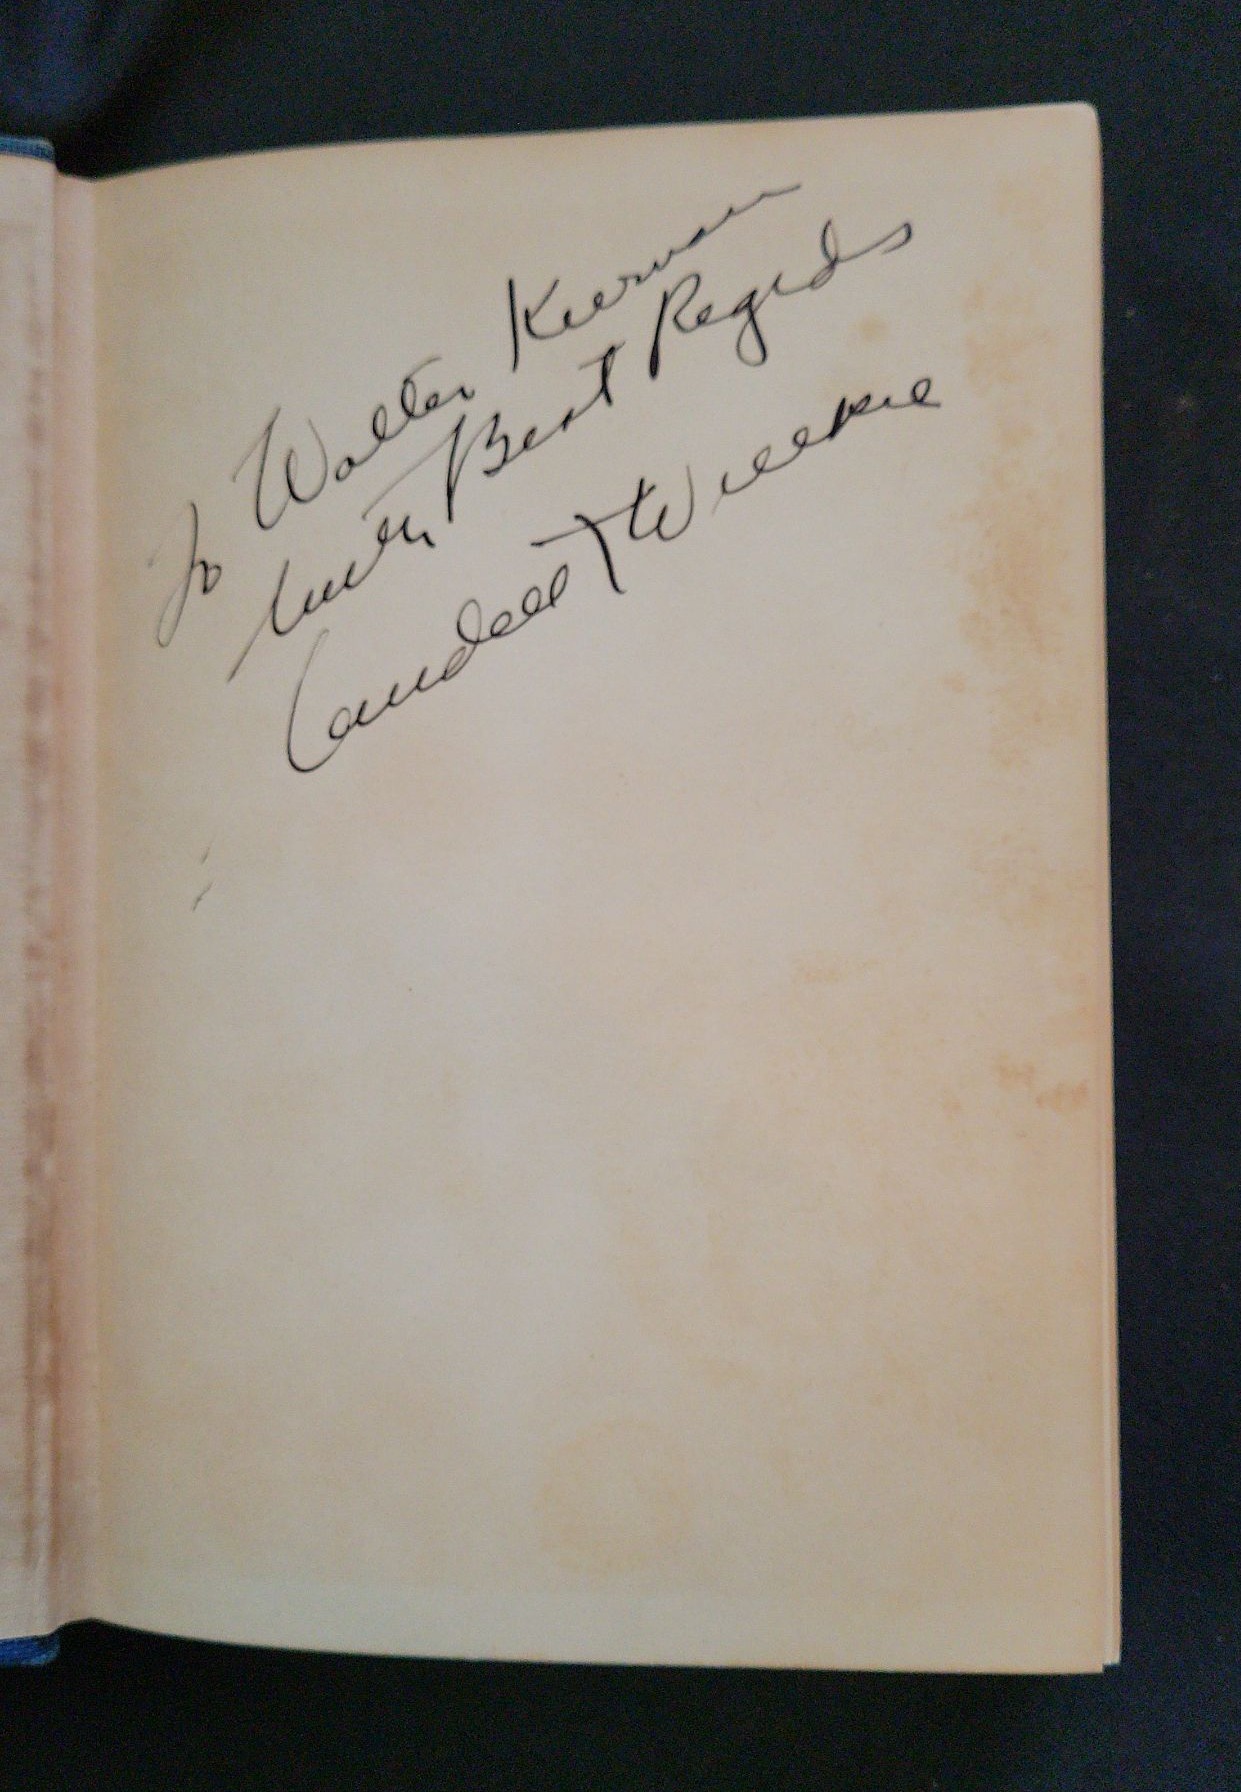 To Walter Kiernan
with Best Regards
Wendell L Willkie